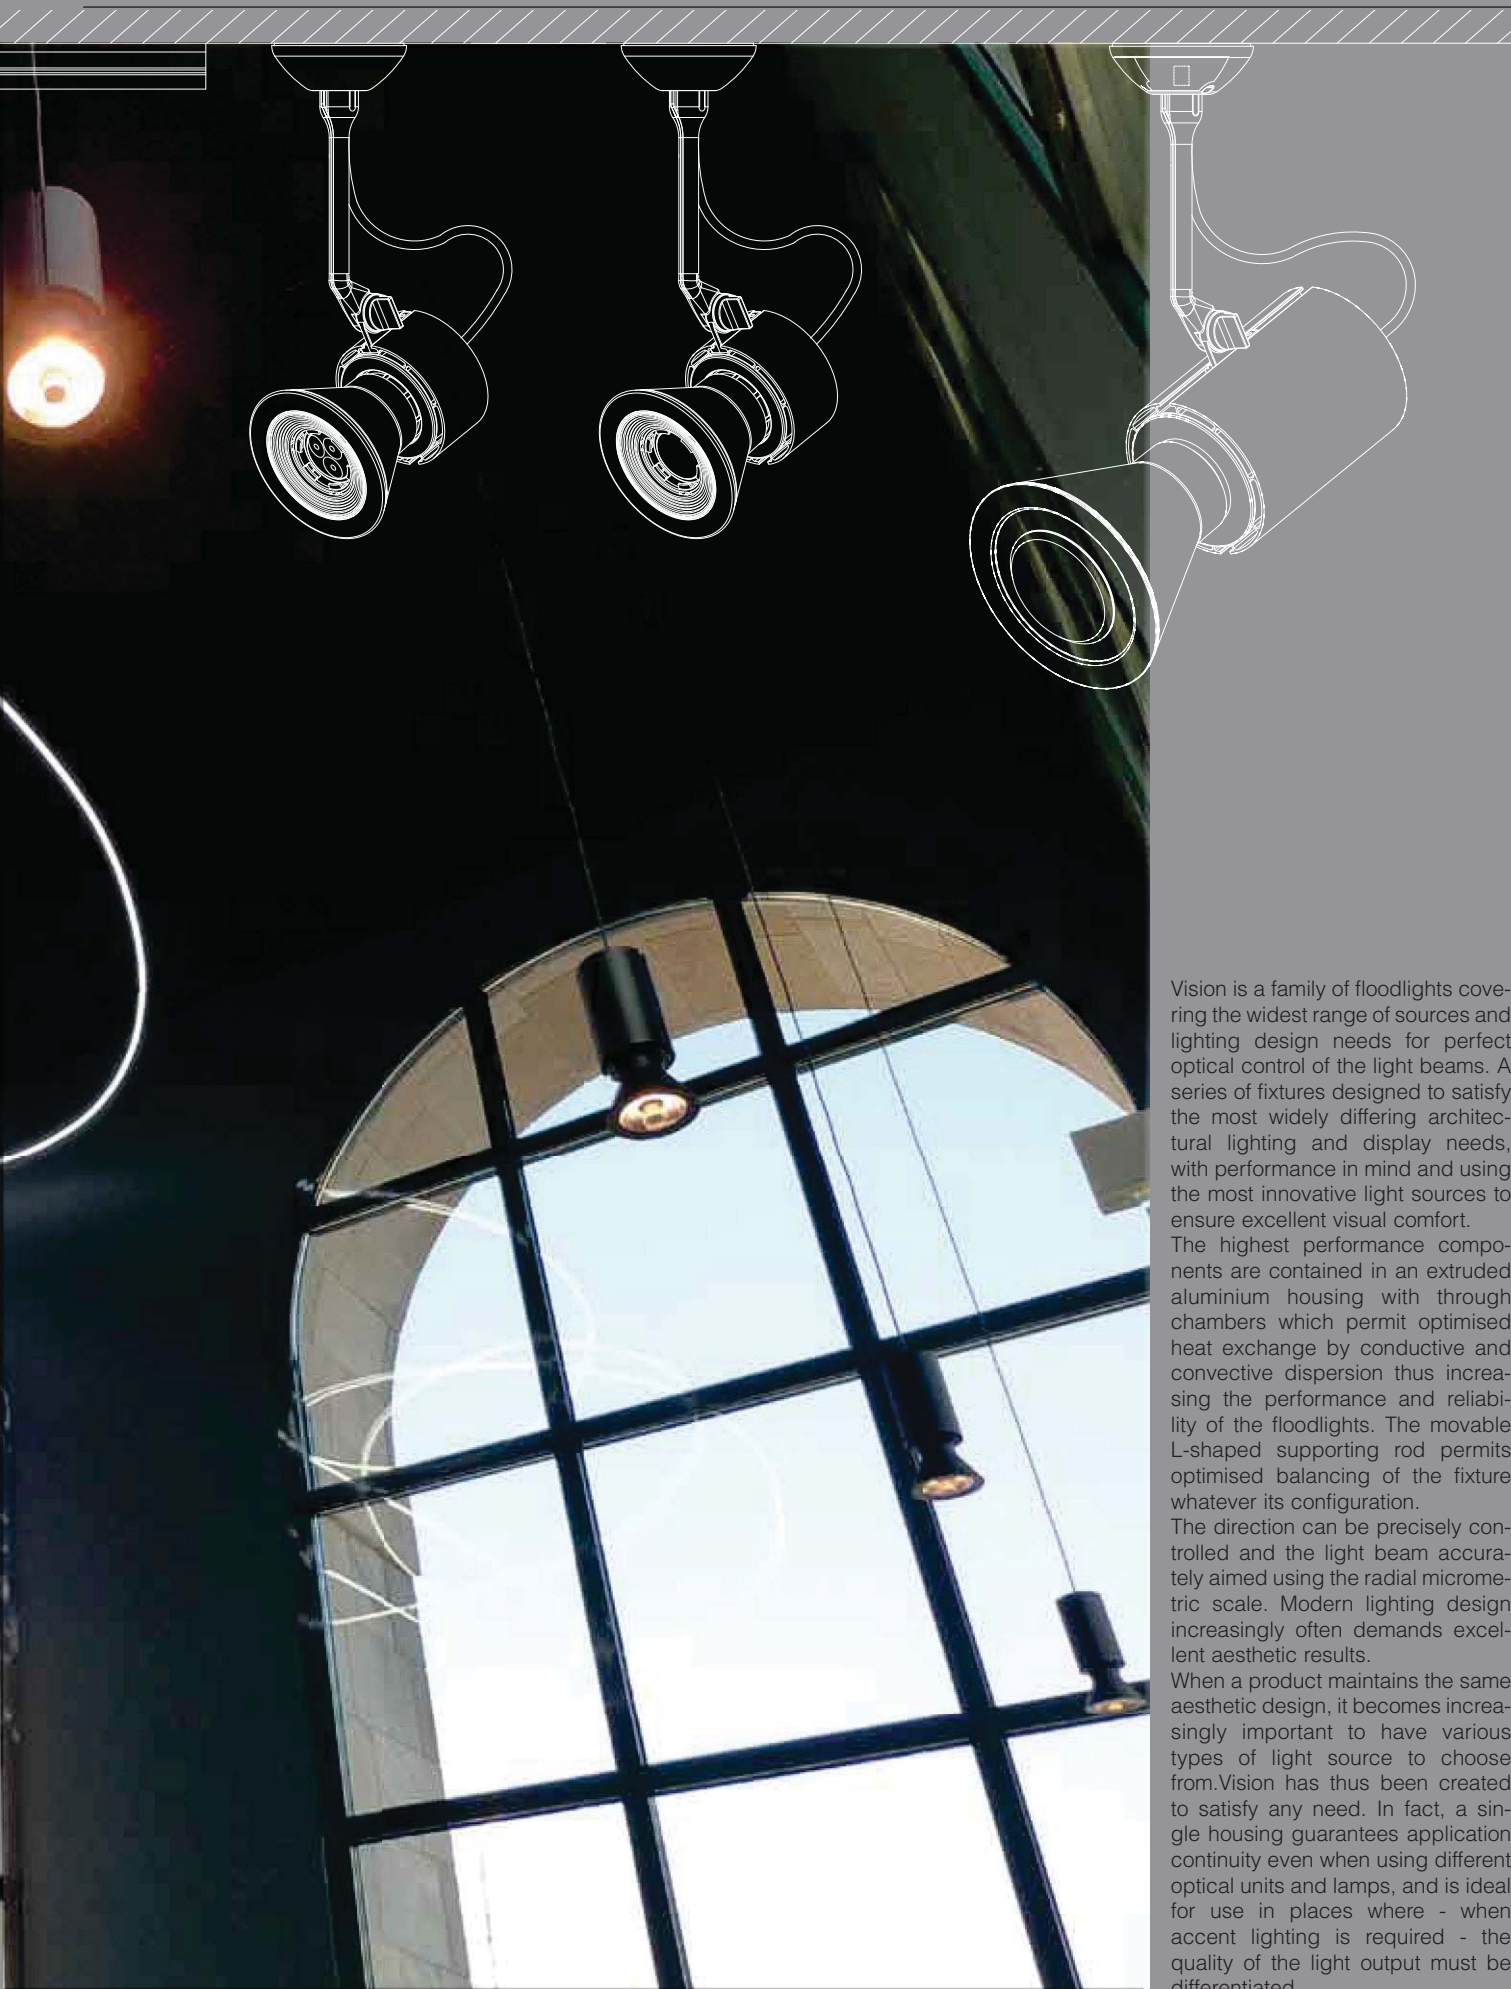 Vision is a family of floodlights cove-
ring the widest range of sources and
lighting design needs for perfect
optical control of the light beams. A
series of fixtures designed to satisfy
the most widely differing architec-
tural lighting and display needs,
with performance in mind and using
the most innovative light sources to
ensure excellent visual comfort.
The highest performance compo-
nents are contained in an extruded
aluminium housing with through
chambers which permit optimised
heat exchange by conductive and
convective dispersion thus increa-
sing the performance and reliabi-
lity of the floodlights. The movable
L-shaped supporting rod permits
optimised balancing of the fixture
whatever its configuration.
The direction can be precisely con-
trolled and the light beam accura-
tely aimed using the radial microme-
tric scale. Modern lighting design
increasingly often demands excel-
lent aesthetic results.
When a product maintains the same
aesthetic design, it becomes increa-
singly important to have various
types of light source to choose
from.Vision has thus been created
to satisfy any need. In fact, a sin-
gle housing guarantees application
continuity even when using different
optical units and lamps, and is ideal
for use in places where - when
accent lighting is required - the
quality of the light output must be
differentiated.